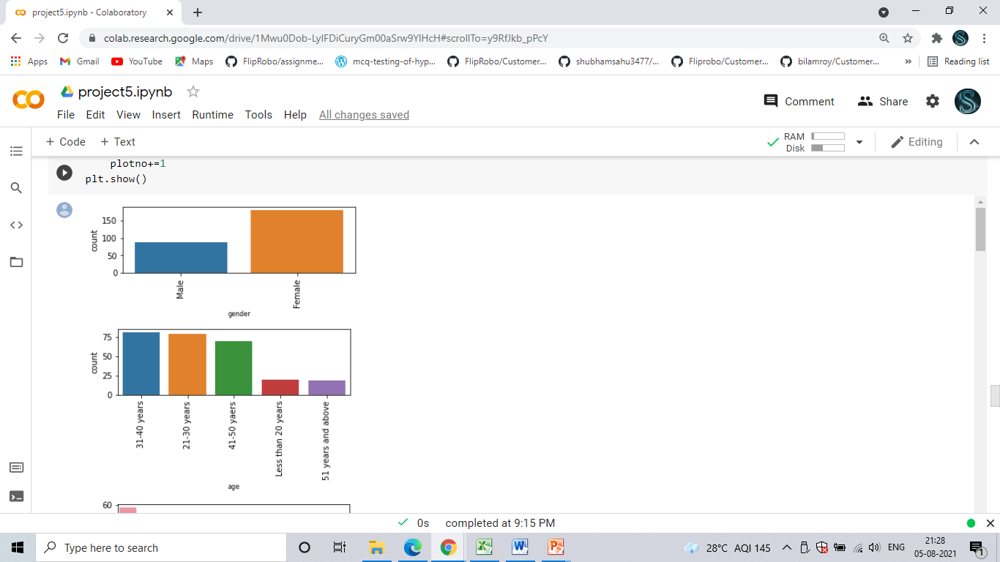 project5.ipynb - Colaboratory
colab.research.google.com/drive/1Mwu0Dob-LyIFDiCuryGm00aSrw9YlHcH#scrollTo=y9RfJkb_pPcY
Apps Gmail YouTube Maps FlipRobo/assignme... mcq-testing-of-hyp... FlipRobo/Customer... shubhamsahu3477/... Fliprobo/Customer... bilamroy/Customer... » Reading list
project5.ipynb
Comment Share
File Edit View Insert Runtime Tools Help All changes saved
+ Code + Text
RAM
Disk
Editing
plotno+=1
plt.show()
150
100
50
0
count
Male
Female
gender
75
50
25
0
count
31-40 years
21-30 years
41-50 yaers
Less than 20 years
51 years and above
age
60
0s completed at 9:15 PM
Type here to search
28°C AQI 145
ENG
21:28
05-08-2021
1